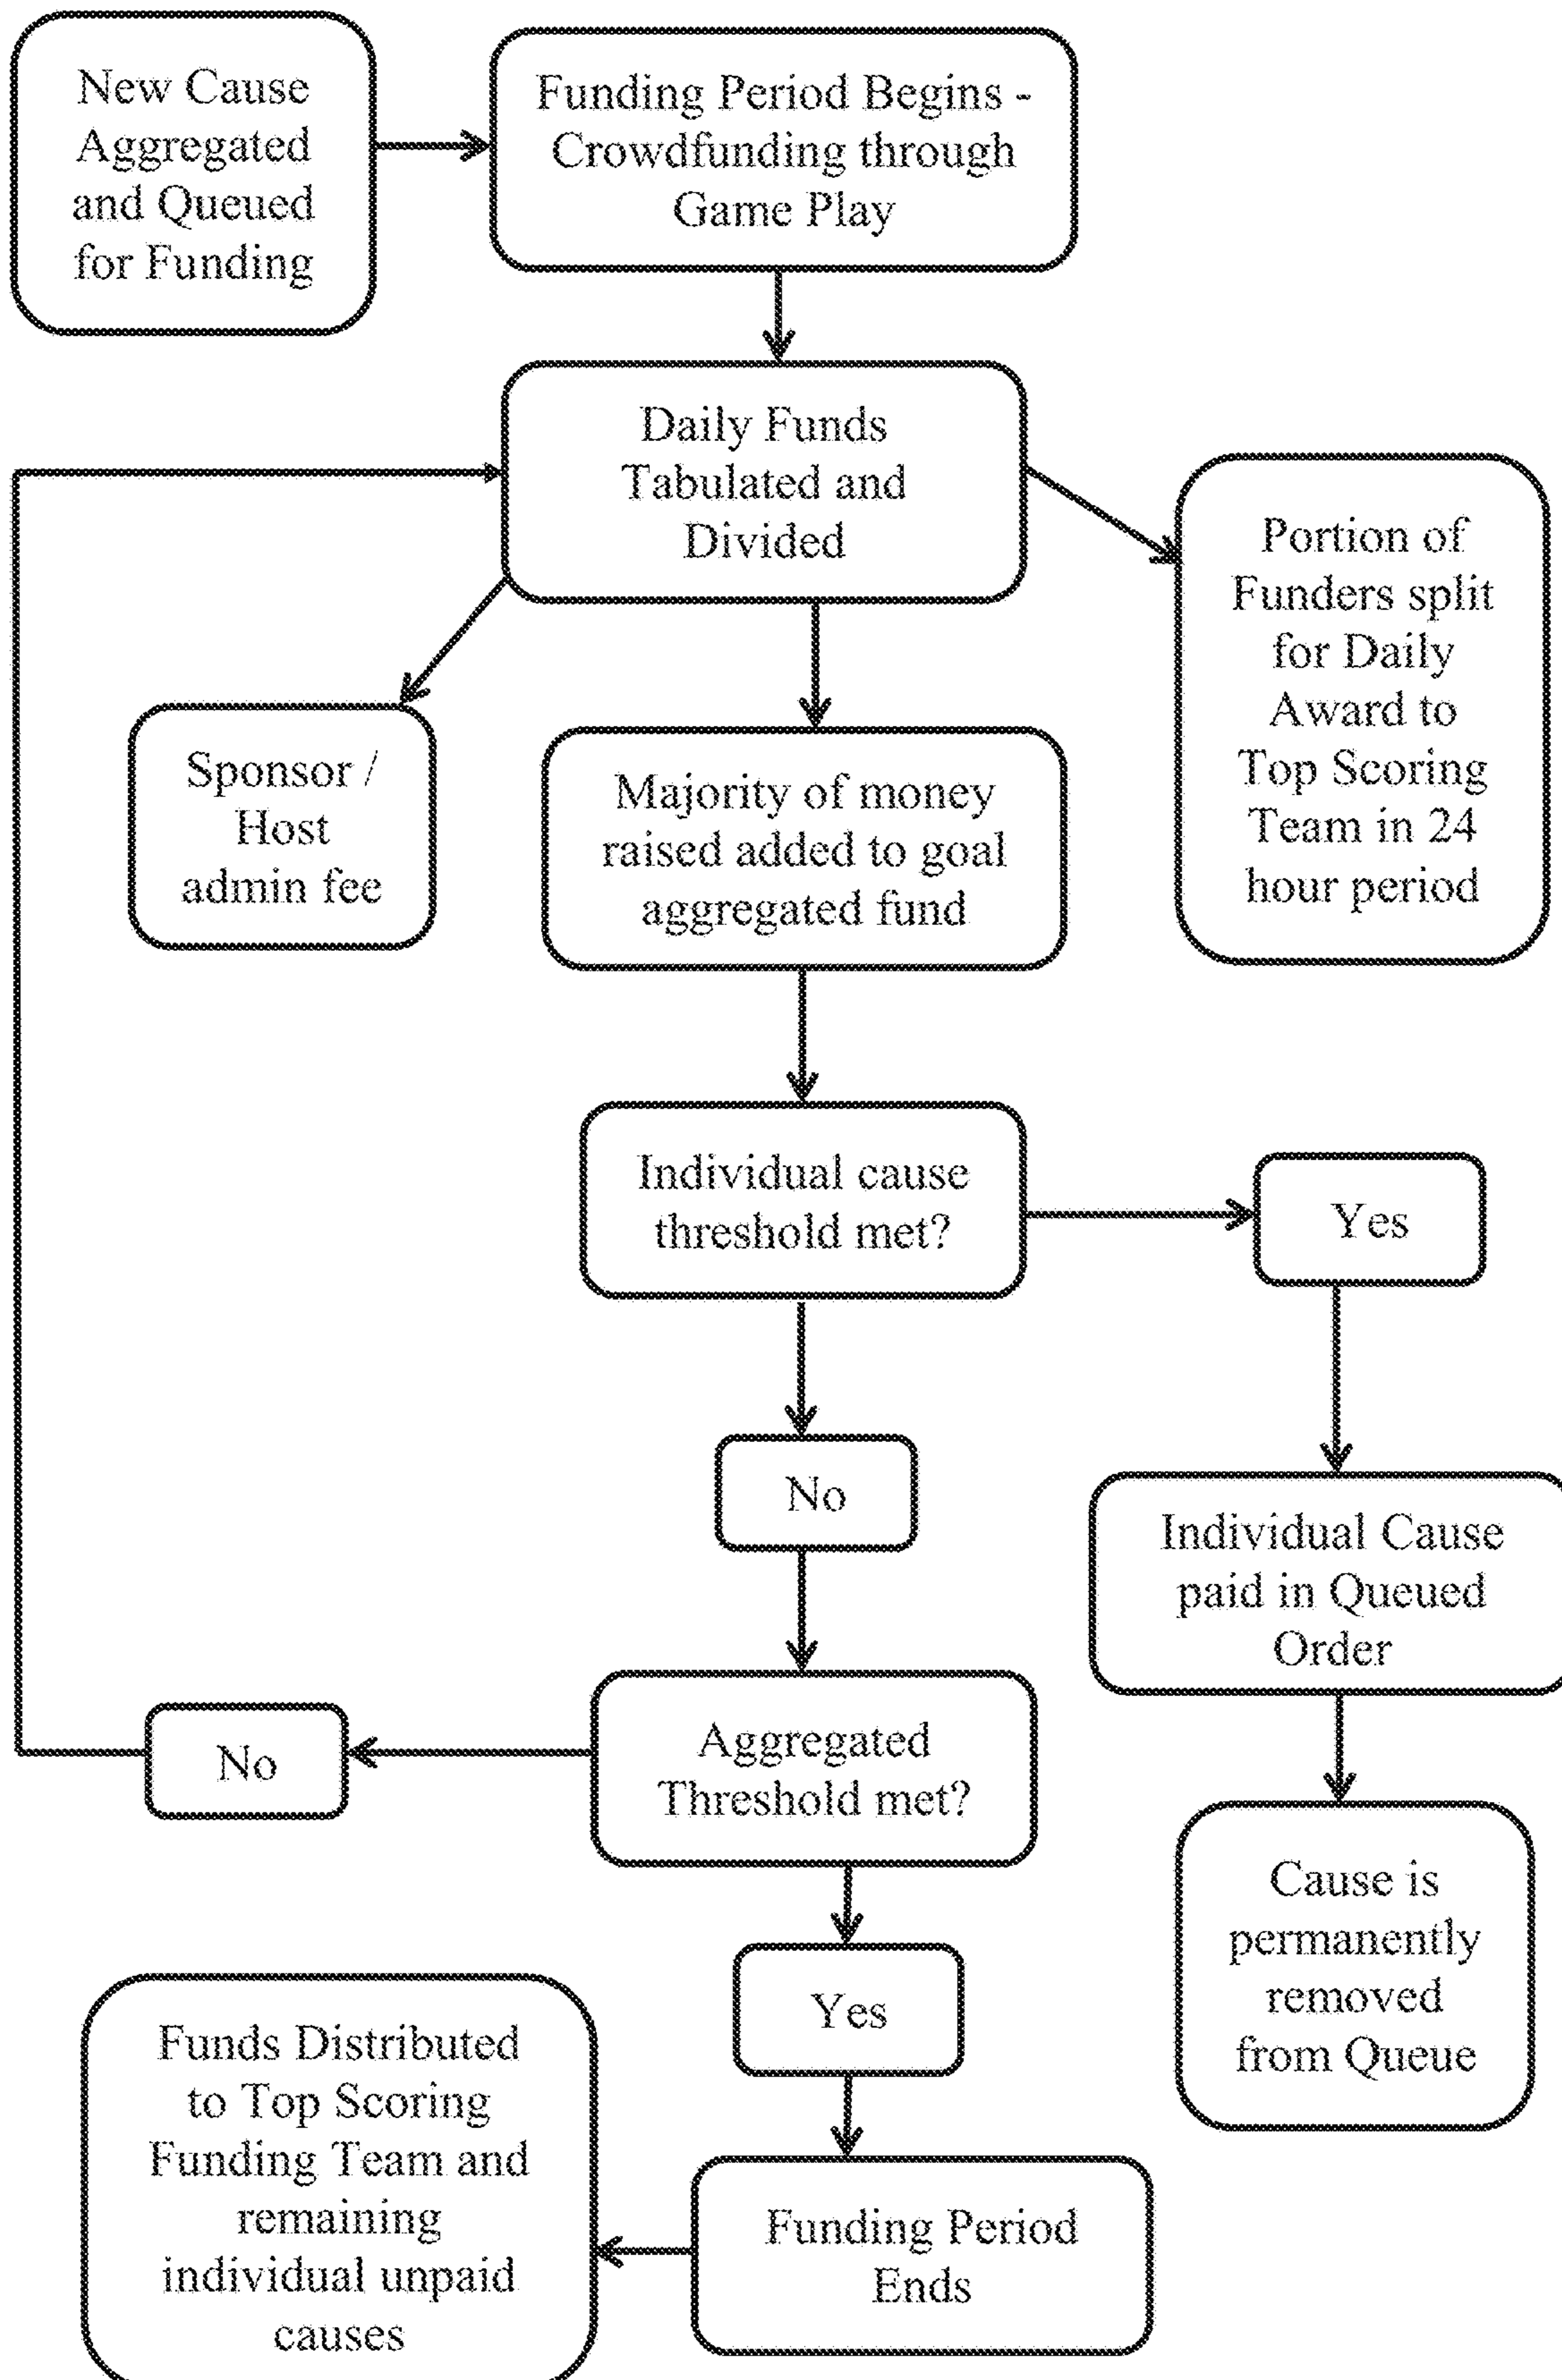 New Cause
Aggregated
and Queued
for Funding
Funding Period Begins -
Crowdfunding through
Game Play
Daily Funds
Tabulated and
Divided
Portion of
Funders split
for Daily
Award to
Top Scoring
Team in 24
hour period
Sponsor /
Host
admin fee
Majority of money
raised added to goal
aggregated fund
Individual cause
threshold met?
Yes
No
Individual Cause
paid in Queued
Order
Aggregated
Threshold met?
No
Cause is
permanently
removed
from Queue
Yes
Funds Distributed
to Top Scoring
Funding Team and
remaining
individual unpaid
causes
Funding Period
Ends